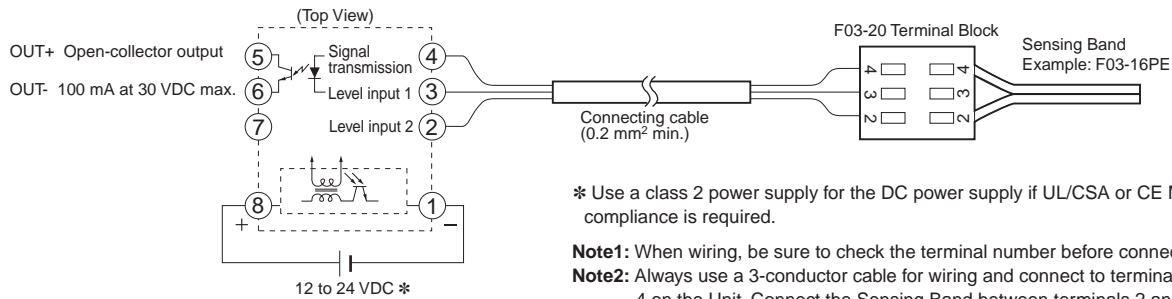 (Top View)
OUT+ Open-collector output
OUT- 100 mA at 30 VDC max.
5
6
7
8
Signal
transmission
Level input 1
Level input 2
4
3
2
1
+
−
12 to 24 VDC ✽
Connecting cable
(0.2 mm² min.)
F03-20 Terminal Block
4
3
2
4
3
2
Sensing Band
Example: F03-16PE
✽ Use a class 2 power supply for the DC power supply if UL/CSA or CE
compliance is required.
Note1: When wiring, be sure to check the terminal number before
Note2: Always use a 3-conductor cable for wiring and connect to
4 on the Unit. Connect the Sensing Band between terminals 2